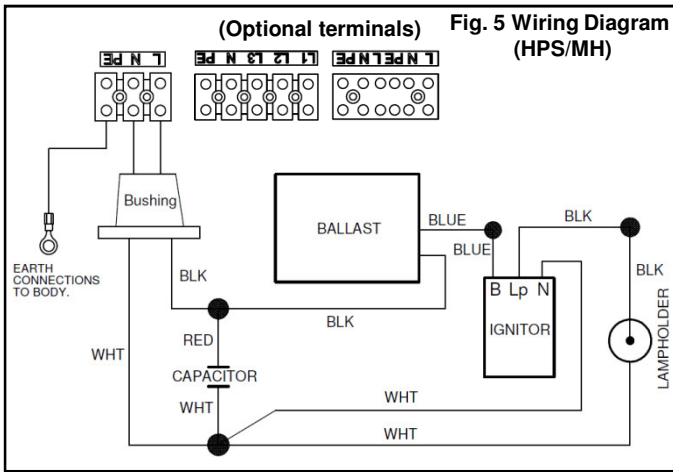 Fig. 5 Wiring Diagram
(HPS/MH)
(Optional terminals)
PE N L
PE N L3 L2 L1
PE N L PE L N PE N L
Bushing
BALLAST
BLUE
BLUE
BLK
BLK
B Lp N
IGNITOR
LAMPHOLDER
EARTH
CONNECTIONS
TO BODY.
BLK
BLK
RED
WHT
CAPACITOR
WHT
WHT
WHT